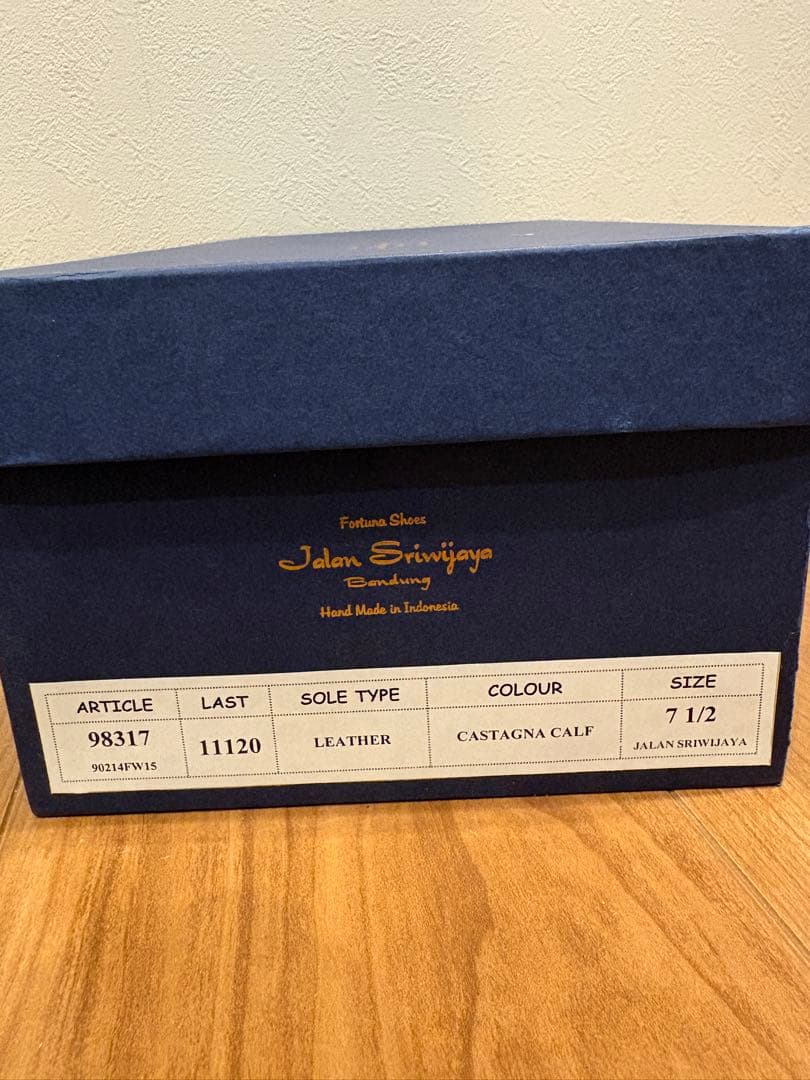 Fortuna Shoes
Jalan Sriwijaya
Bandung
Hand Made in Indonesia
ARTICLE LAST SOLE TYPE COLOUR SIZE
98317 11120 LEATHER CASTAGNA CALF 7 1/2
90214FW15 JALAN SRIWIJAYA